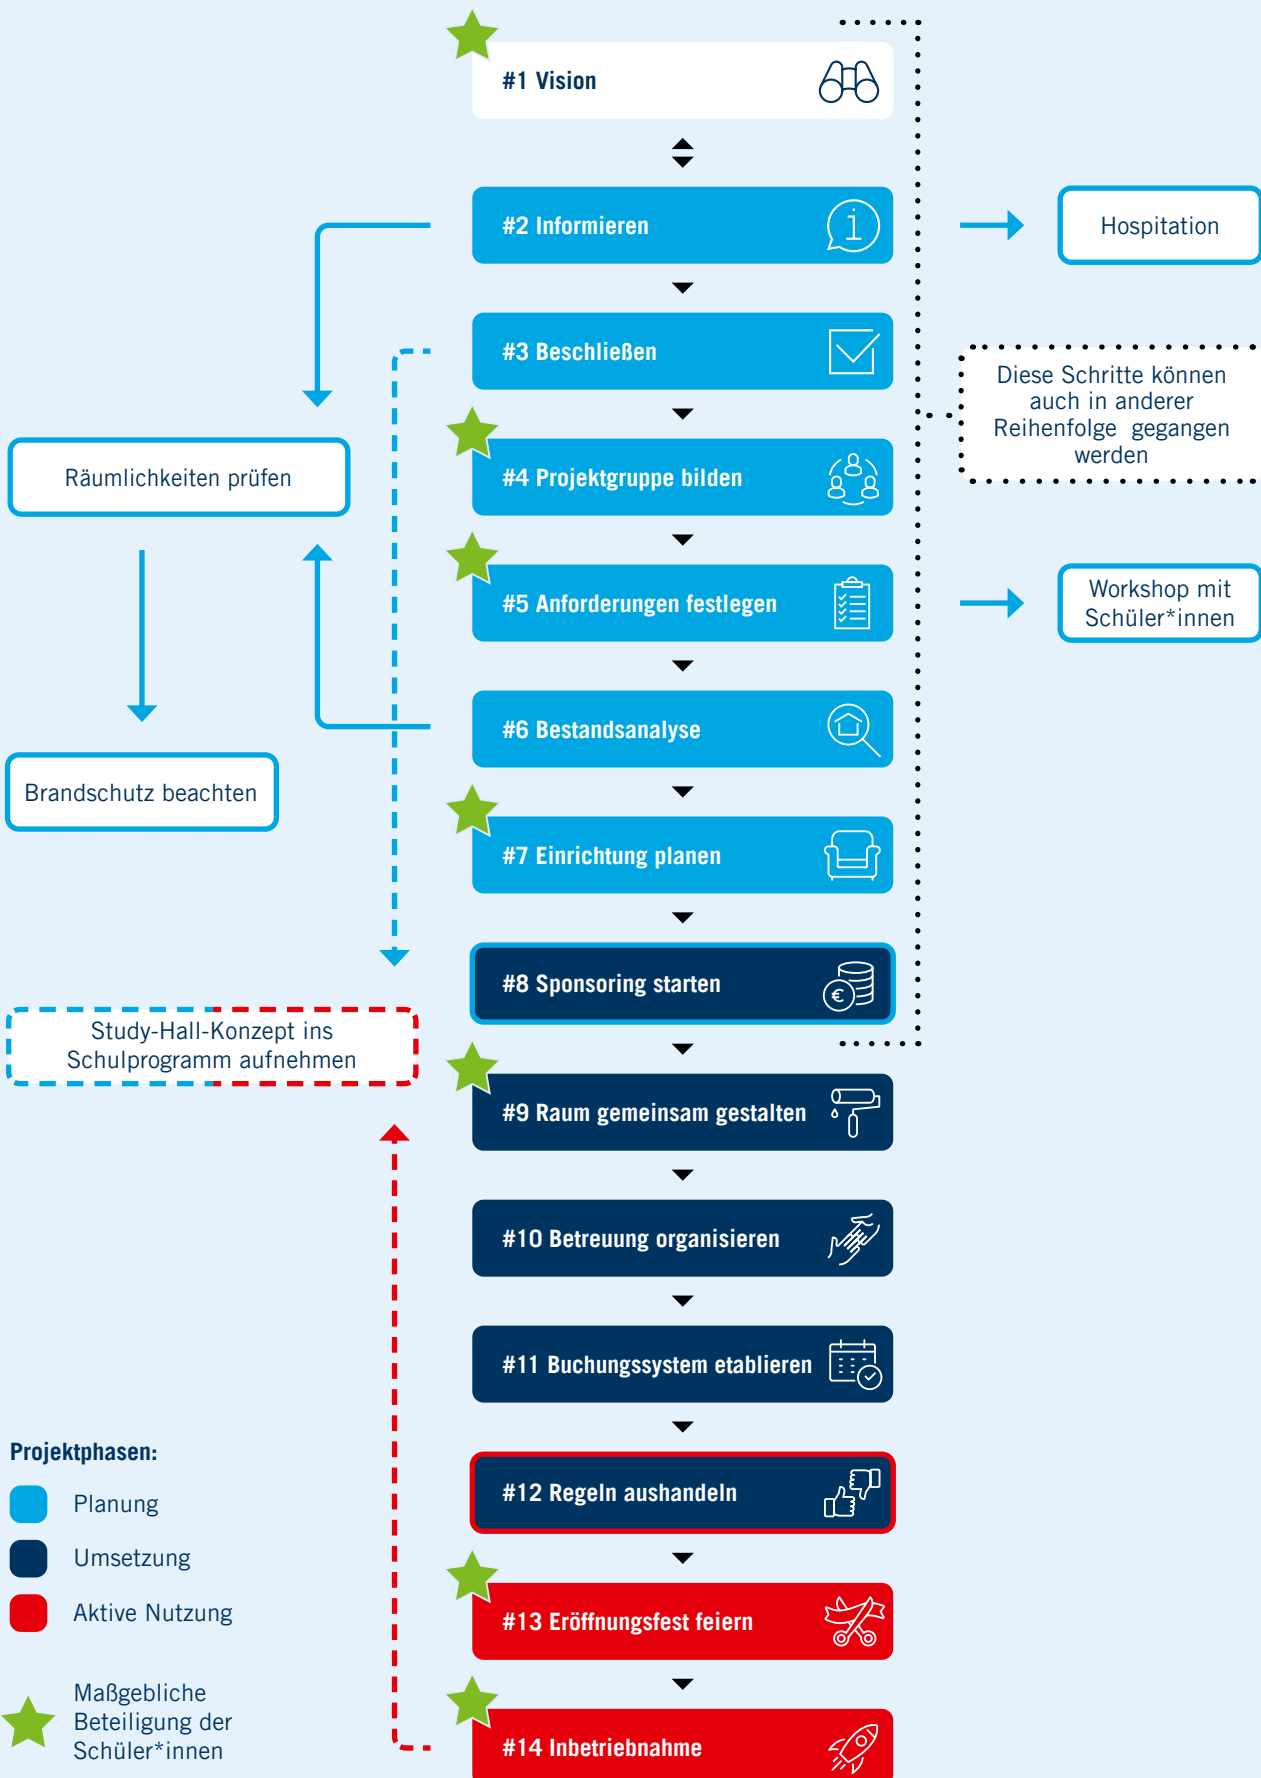 #1 Vision
#2 Informieren
Hospitation
#3 Beschließen
Diese Schritte können
auch in anderer
Reihenfolge gegangen
werden
#4 Projektgruppe bilden
Räumlichkeiten prüfen
#5 Anforderungen festlegen
Workshop mit
Schüler*innen
#6 Bestandsanalyse
Brandschutz beachten
#7 Einrichtung planen
#8 Sponsoring starten
€
Study-Hall-Konzept ins
Schulprogramm aufnehmen
#9 Raum gemeinsam gestalten
#10 Betreuung organisieren
#11 Buchungssystem etablieren
#12 Regeln aushandeln
#13 Eröffnungsfest feiern
#14 Inbetriebnahme
Projektphasen:
Planung
Umsetzung
Aktive Nutzung
Maßgebliche
Beteiligung der
Schüler*innen